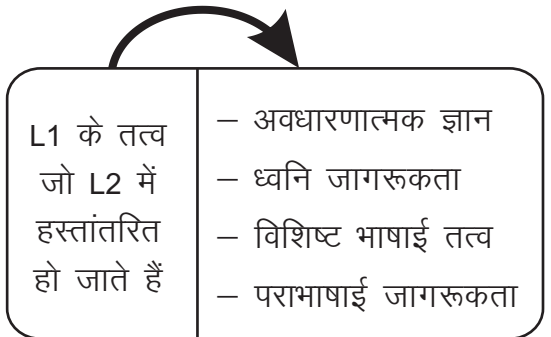 L1 के तत्व
जो L2 में
हस्तांतरित
हो जाते हैं
– अवधारणात्मक ज्ञान
– ध्वनि जागरूकता
– विशिष्ट भाषाई तत्व
– पराभाषाई जागरूकता